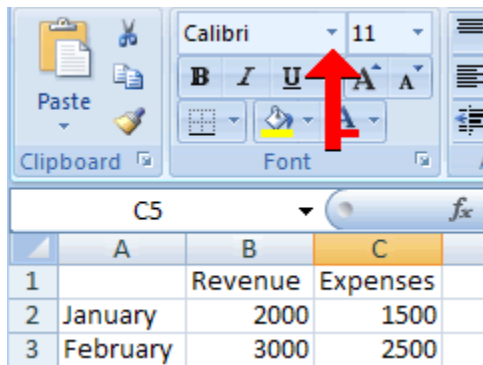 Calibri 11
B I U A A
Paste A
Clipboard Font
C5 fx
A B C
1 Revenue Expenses
2 January 2000 1500
3 February 3000 2500